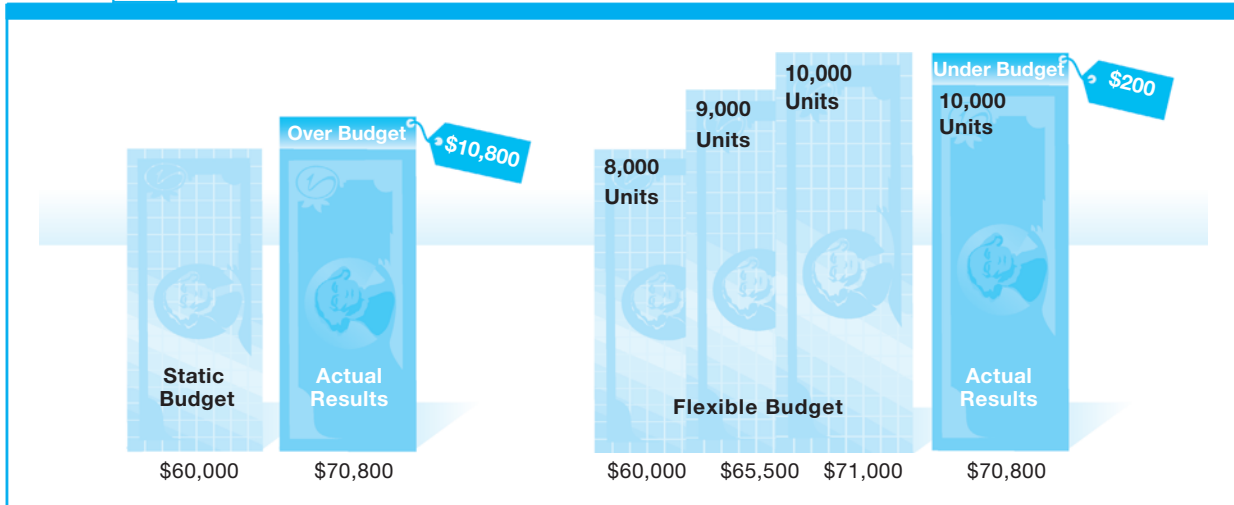 Over Budget
$10,800
Static
Budget
Actual
Results
$60,000
$70,800
8,000
Units
9,000
Units
10,000
Units
Flexible Budget
$60,000
$65,500
$71,000
Under Budget
$200
10,000
Units
Actual
Results
$70,800